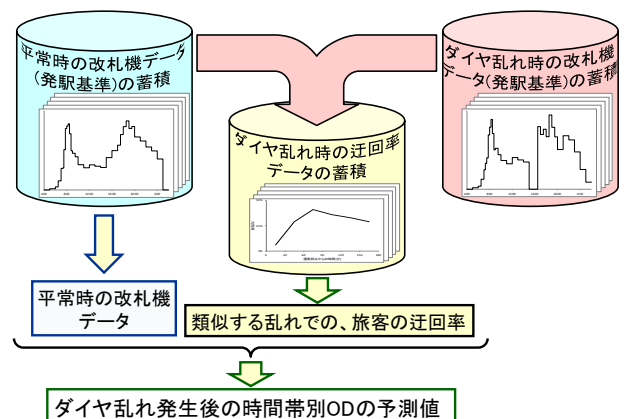 平常時の改札機データ
(発駅基準)の蓄積
ダイヤ乱れ時の改札機
データ(発駅基準)の蓄積
ダイヤ乱れ時の迂回率
データの蓄積
平常時の改札機
データ
類似する乱れでの、旅客の迂回率
ダイヤ乱れ発生後の時間帯別ODの予測値